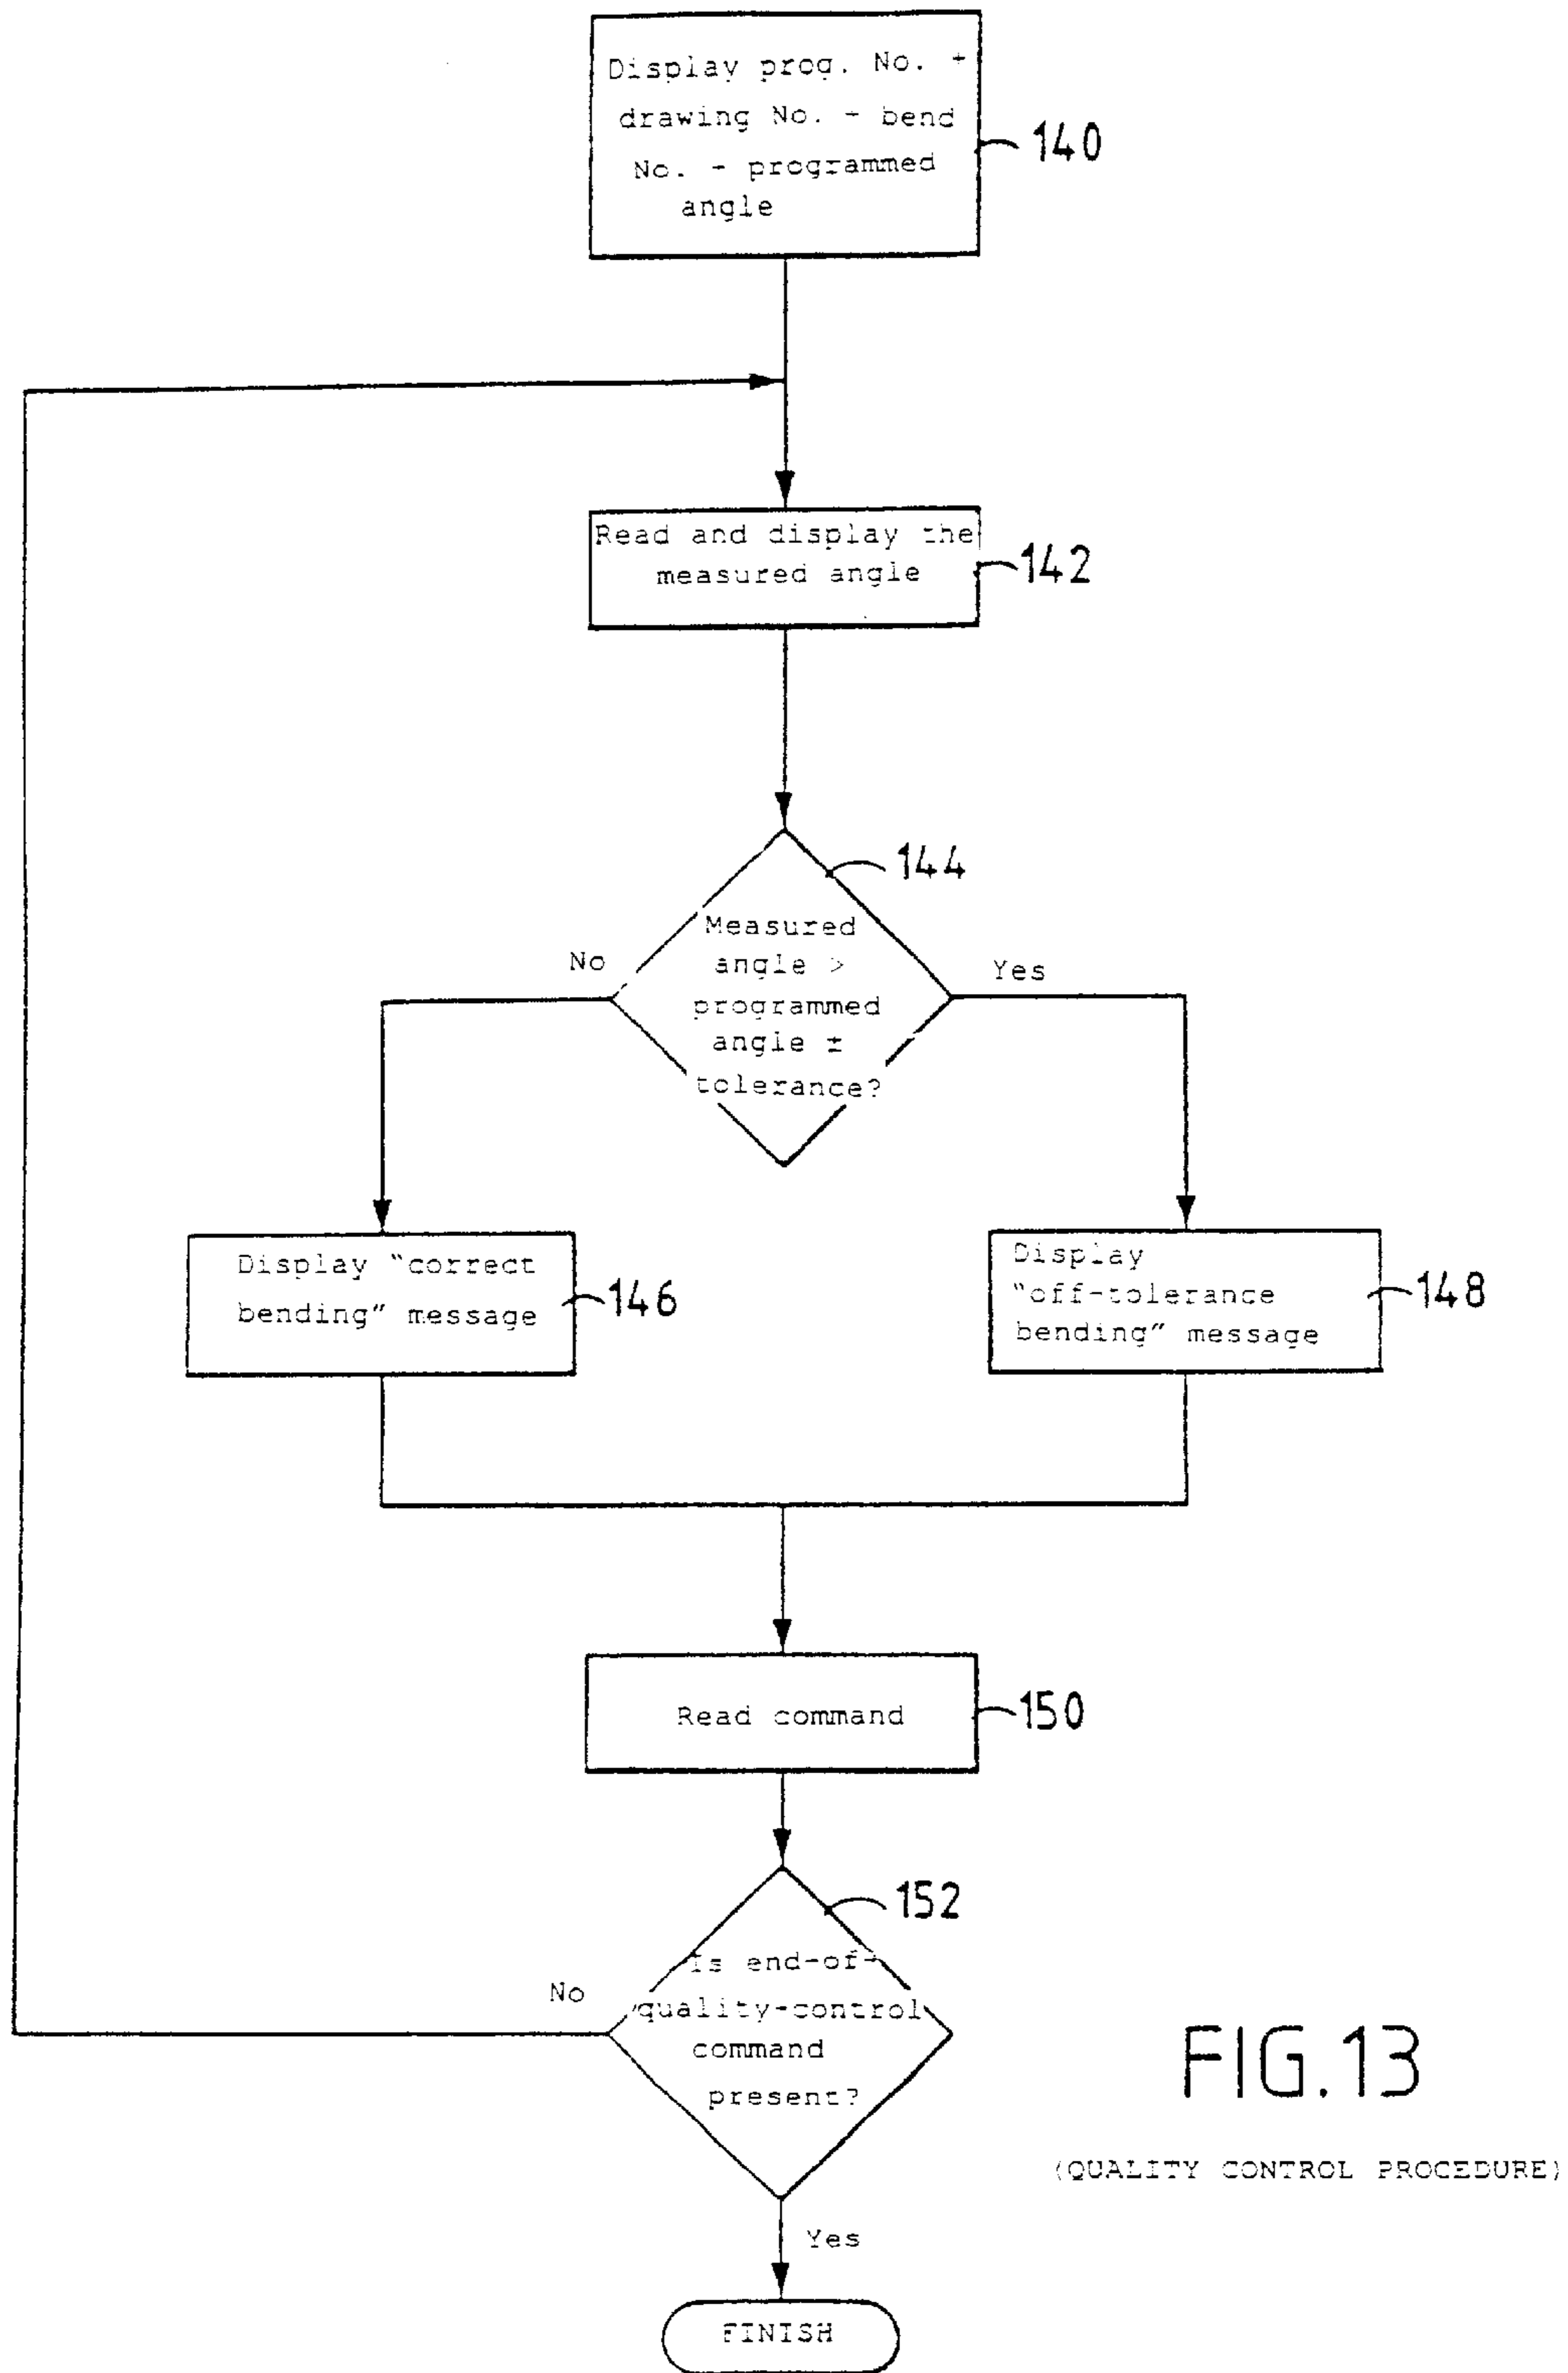 Display prog. No. +
drawing No. + bend
No. + programmed
angle
140
Read and display the
measured angle
142
144
Measured
angle >
programmed
angle ±
tolerance?
No
Yes
Display "correct
bending" message
146
Display
"off-tolerance
bending" message
148
Read command
150
152
Is end-of-
quality-control
command
present?
No
Yes
FINISH
FIG.13
(QUALITY CONTROL PROCEDURE)